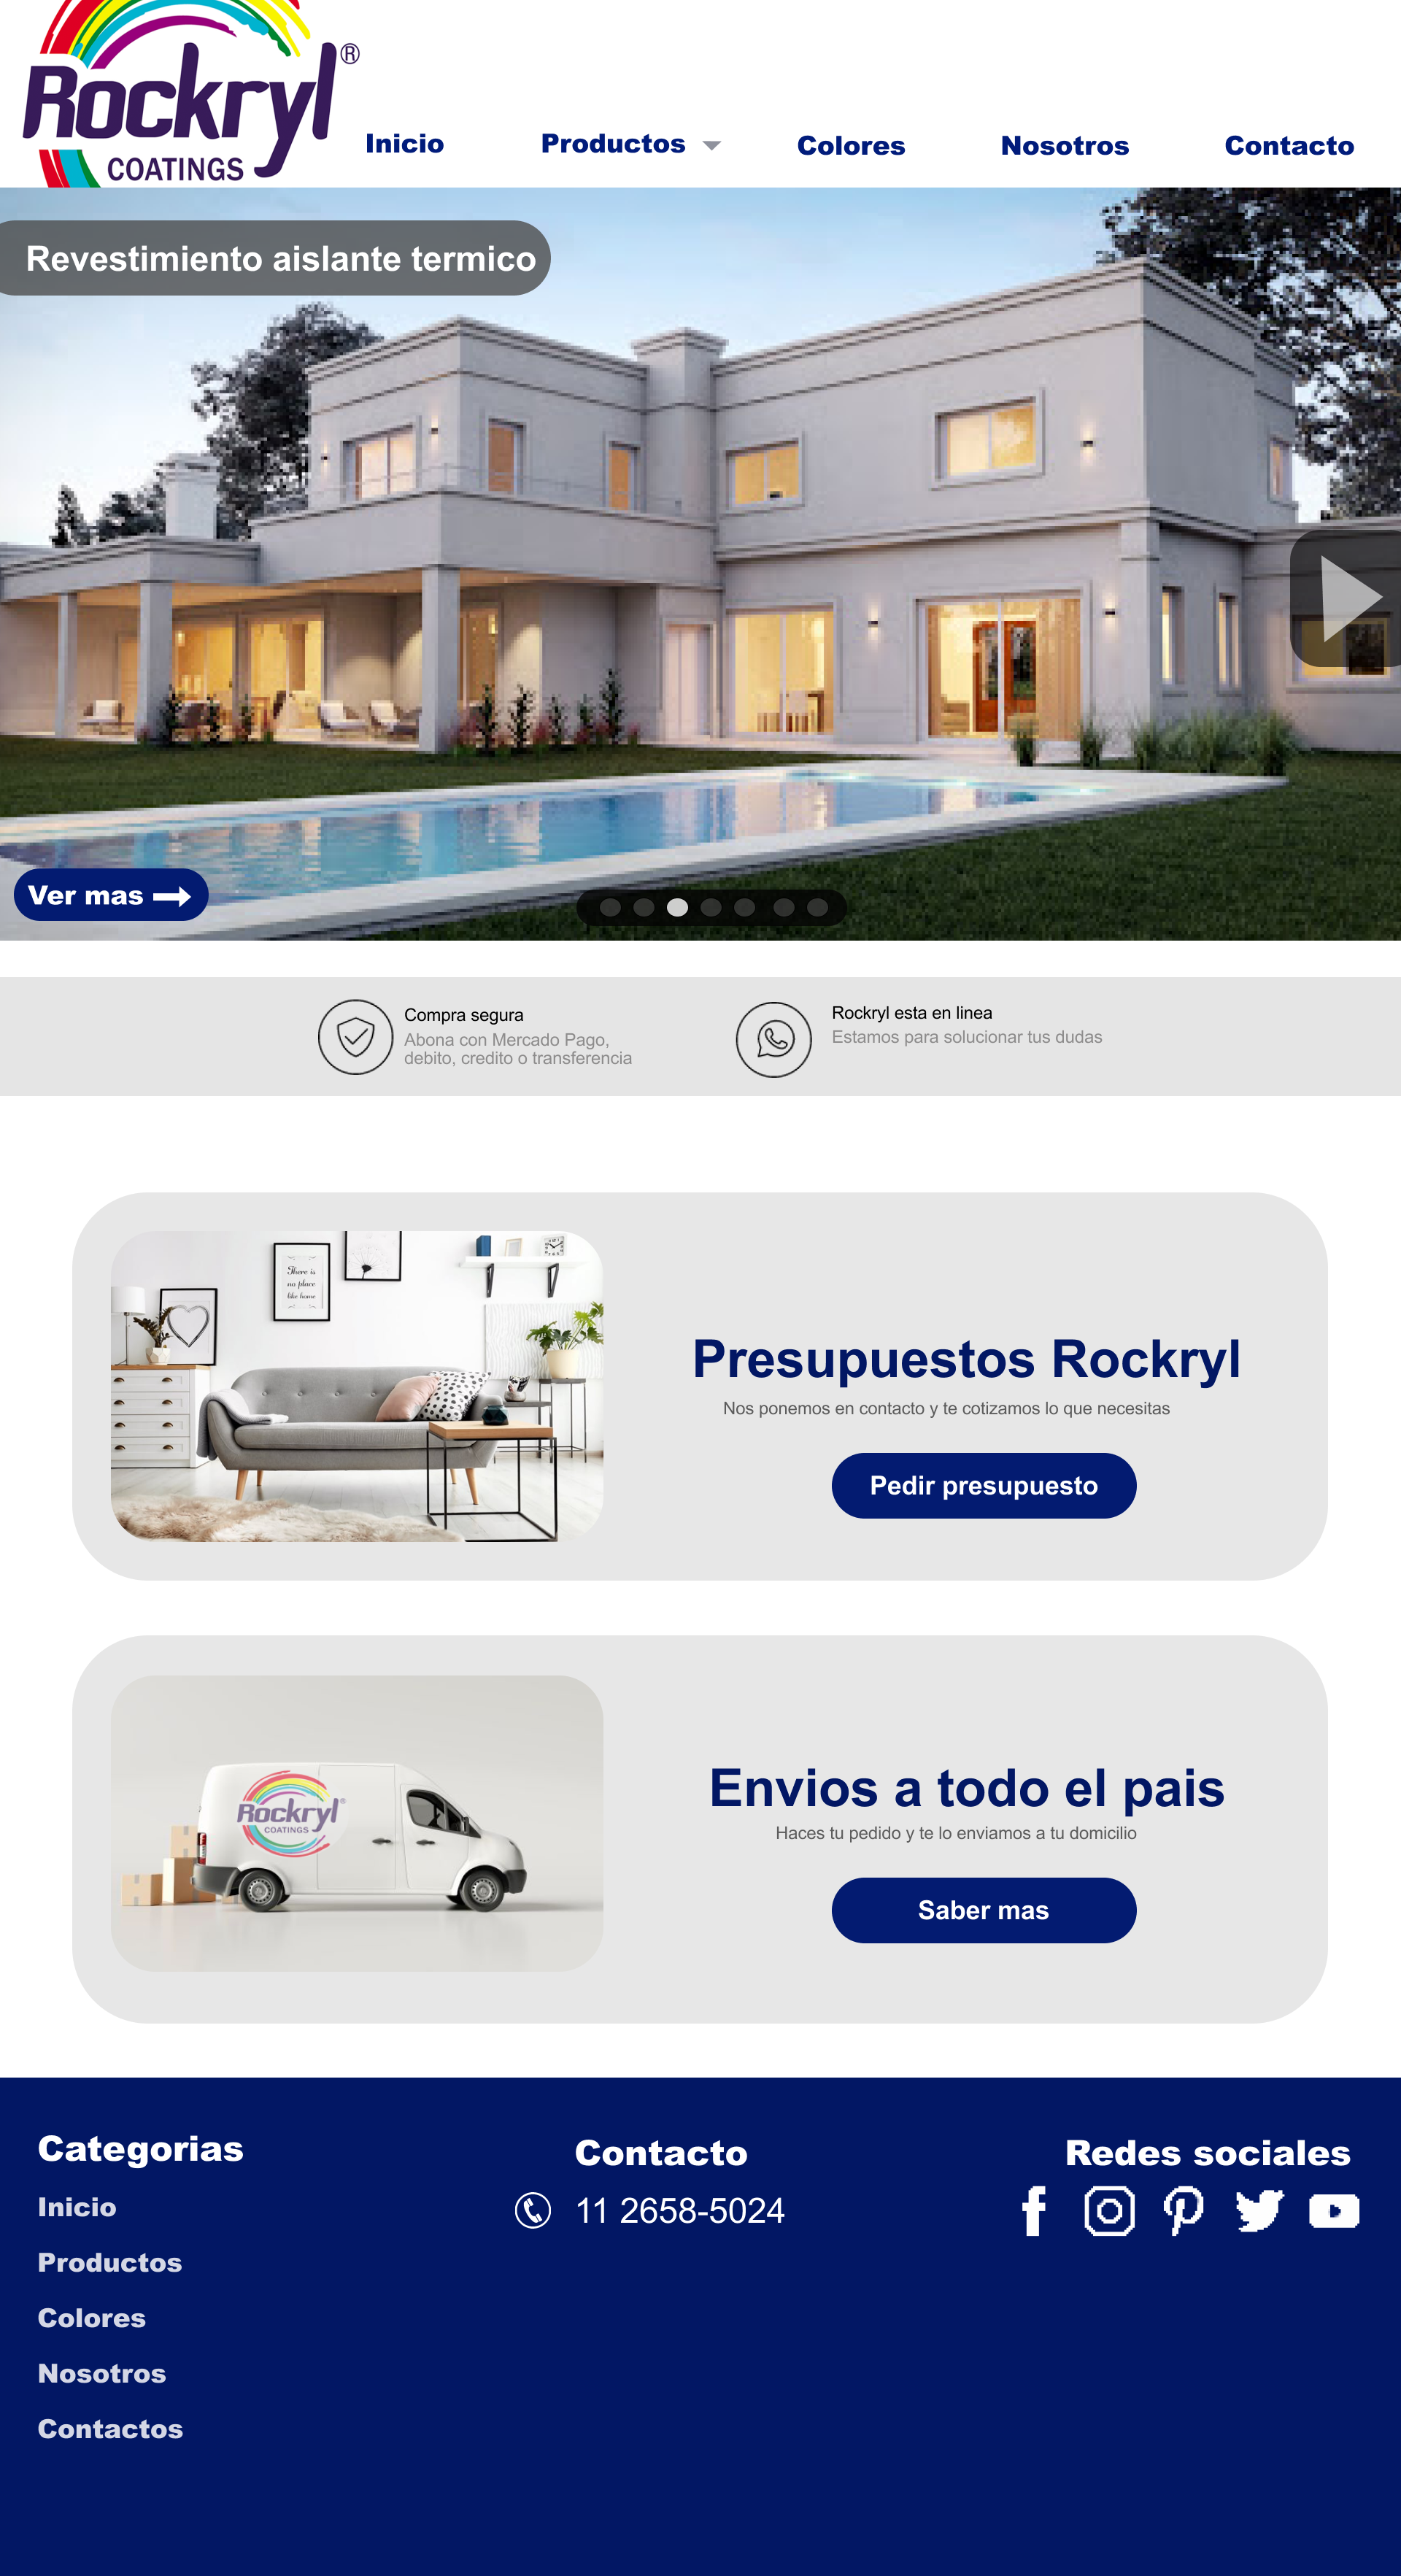 Rockryl®
COATINGS
Inicio
Productos
Colores
Nosotros
Contacto
Revestimiento aislante termico
Ver mas
Compra segura
Abona con Mercado Pago,
debito, credito o transferencia
Rockryl esta en linea
Estamos para solucionar tus dudas
There is
no place
like home
Presupuestos Rockryl
Nos ponemos en contacto y te cotizamos lo que necesitas
Pedir presupuesto
Rockryl®
COATINGS
Envios a todo el pais
Haces tu pedido y te lo enviamos a tu domicilio
Saber mas
Categorias
Inicio
Productos
Colores
Nosotros
Contactos
Contacto
11 2658-5024
Redes sociales